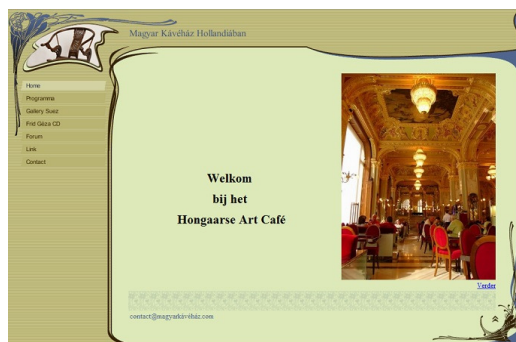 Magyar Kávéház Hollandiában
Home
Programma
Gallery Suez
Frid Géza CD
Forum
Link
Contact
Welkom
bij het
Hongaarse Art Café
Verder
contact@magyarkávéház.com